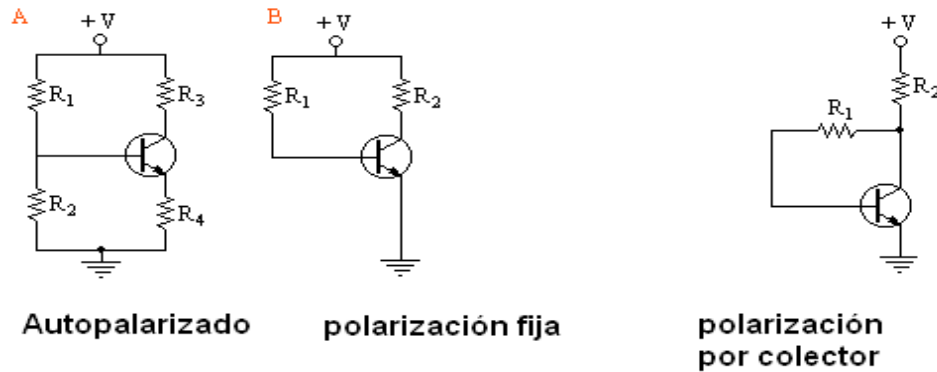 A
+ V
R1
R3
R2
R4
B
+ V
R1
R2
+ V
R2
R1
Autopalarizado
polarización fija
polarización
por colector